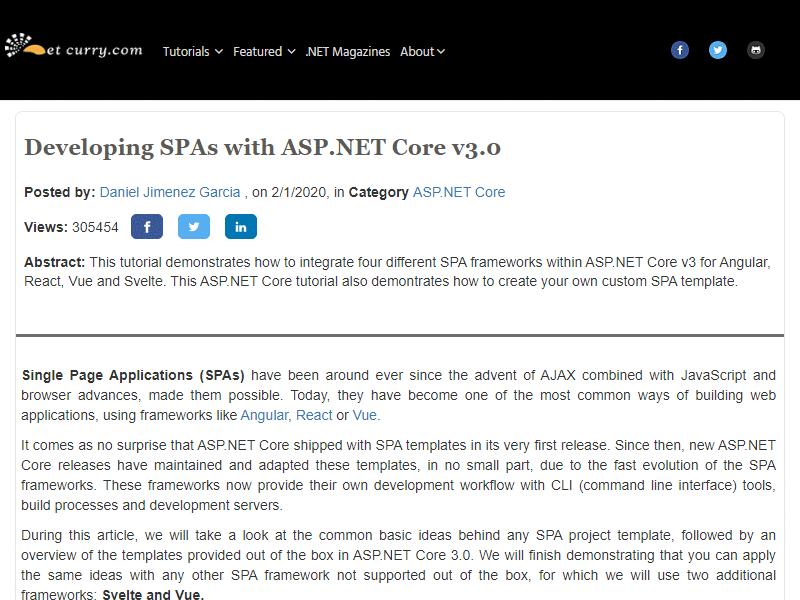 et curry.com
Tutorials Featured .NET Magazines About
Developing SPAs with ASP.NET Core v3.0
Posted by: Daniel Jimenez Garcia , on 2/1/2020, in Category ASP.NET Core
Views: 305454
Abstract: This tutorial demonstrates how to integrate four different SPA frameworks within ASP.NET Core v3 for Angular,
React, Vue and Svelte. This ASP.NET Core tutorial also demontrates how to create your own custom SPA template.
Single Page Applications (SPAs) have been around ever since the advent of AJAX combined with JavaScript and
browser advances, made them possible. Today, they have become one of the most common ways of building web
applications, using frameworks like Angular, React or Vue.
It comes as no surprise that ASP.NET Core shipped with SPA templates in its very first release. Since then, new ASP.NET
Core releases have maintained and adapted these templates, in no small part, due to the fast evolution of the SPA
frameworks. These frameworks now provide their own development workflow with CLI (command line interface) tools,
build processes and development servers.
During this article, we will take a look at the common basic ideas behind any SPA project template, followed by an
overview of the templates provided out of the box in ASP.NET Core 3.0. We will finish demonstrating that you can apply
the same ideas with any other SPA framework not supported out of the box, for which we will use two additional
frameworks: Svelte and Vue.